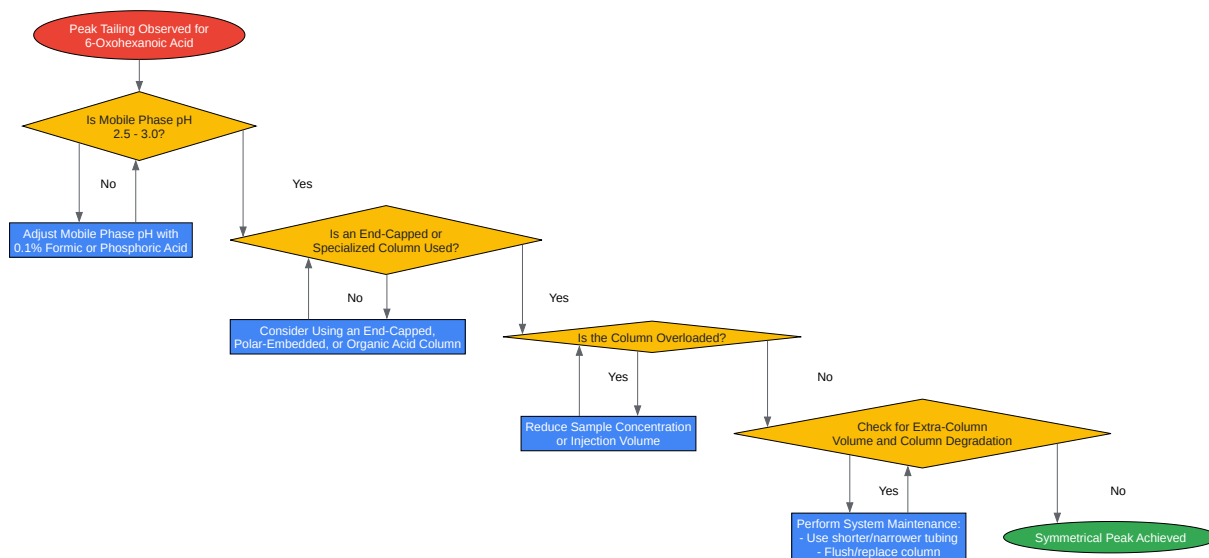 Peak Tailing Observed for
6-Oxohexanoic Acid
Is Mobile Phase pH
2.5 - 3.0?
No
Yes
Adjust Mobile Phase pH with
0.1% Formic or Phosphoric Acid
Is an End-Capped or
Specialized Column Used?
No
Yes
Consider Using an End-Capped,
Polar-Embedded, or Organic Acid Column
Is the Column Overloaded?
Yes
No
Reduce Sample Concentration
or Injection Volume
Check for Extra-Column
Volume and Column Degradation
Yes
No
Perform System Maintenance:
- Use shorter/narrower tubing
- Flush/replace column
Symmetrical Peak Achieved